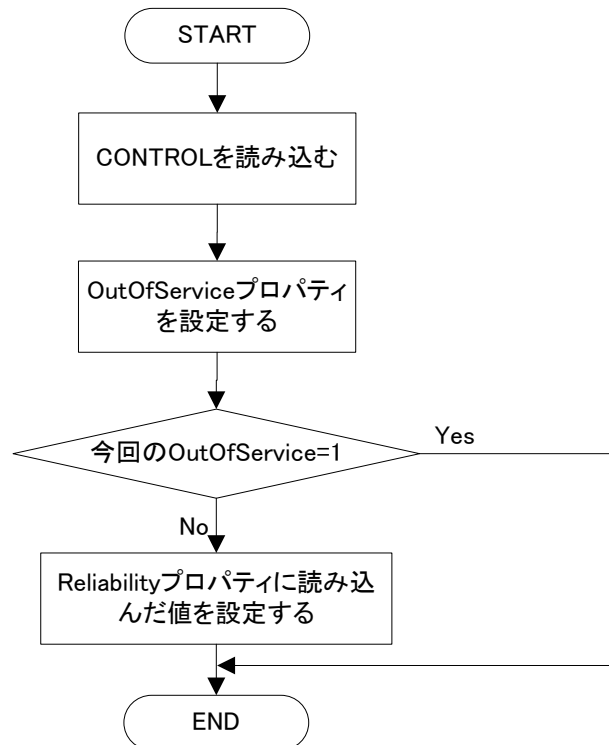 START
CONTROLを読み込む
OutOfServiceプロパティ
を設定する
今回のOutOfService=1
Yes
No
Reliabilityプロパティに読み込
んだ値を設定する
END